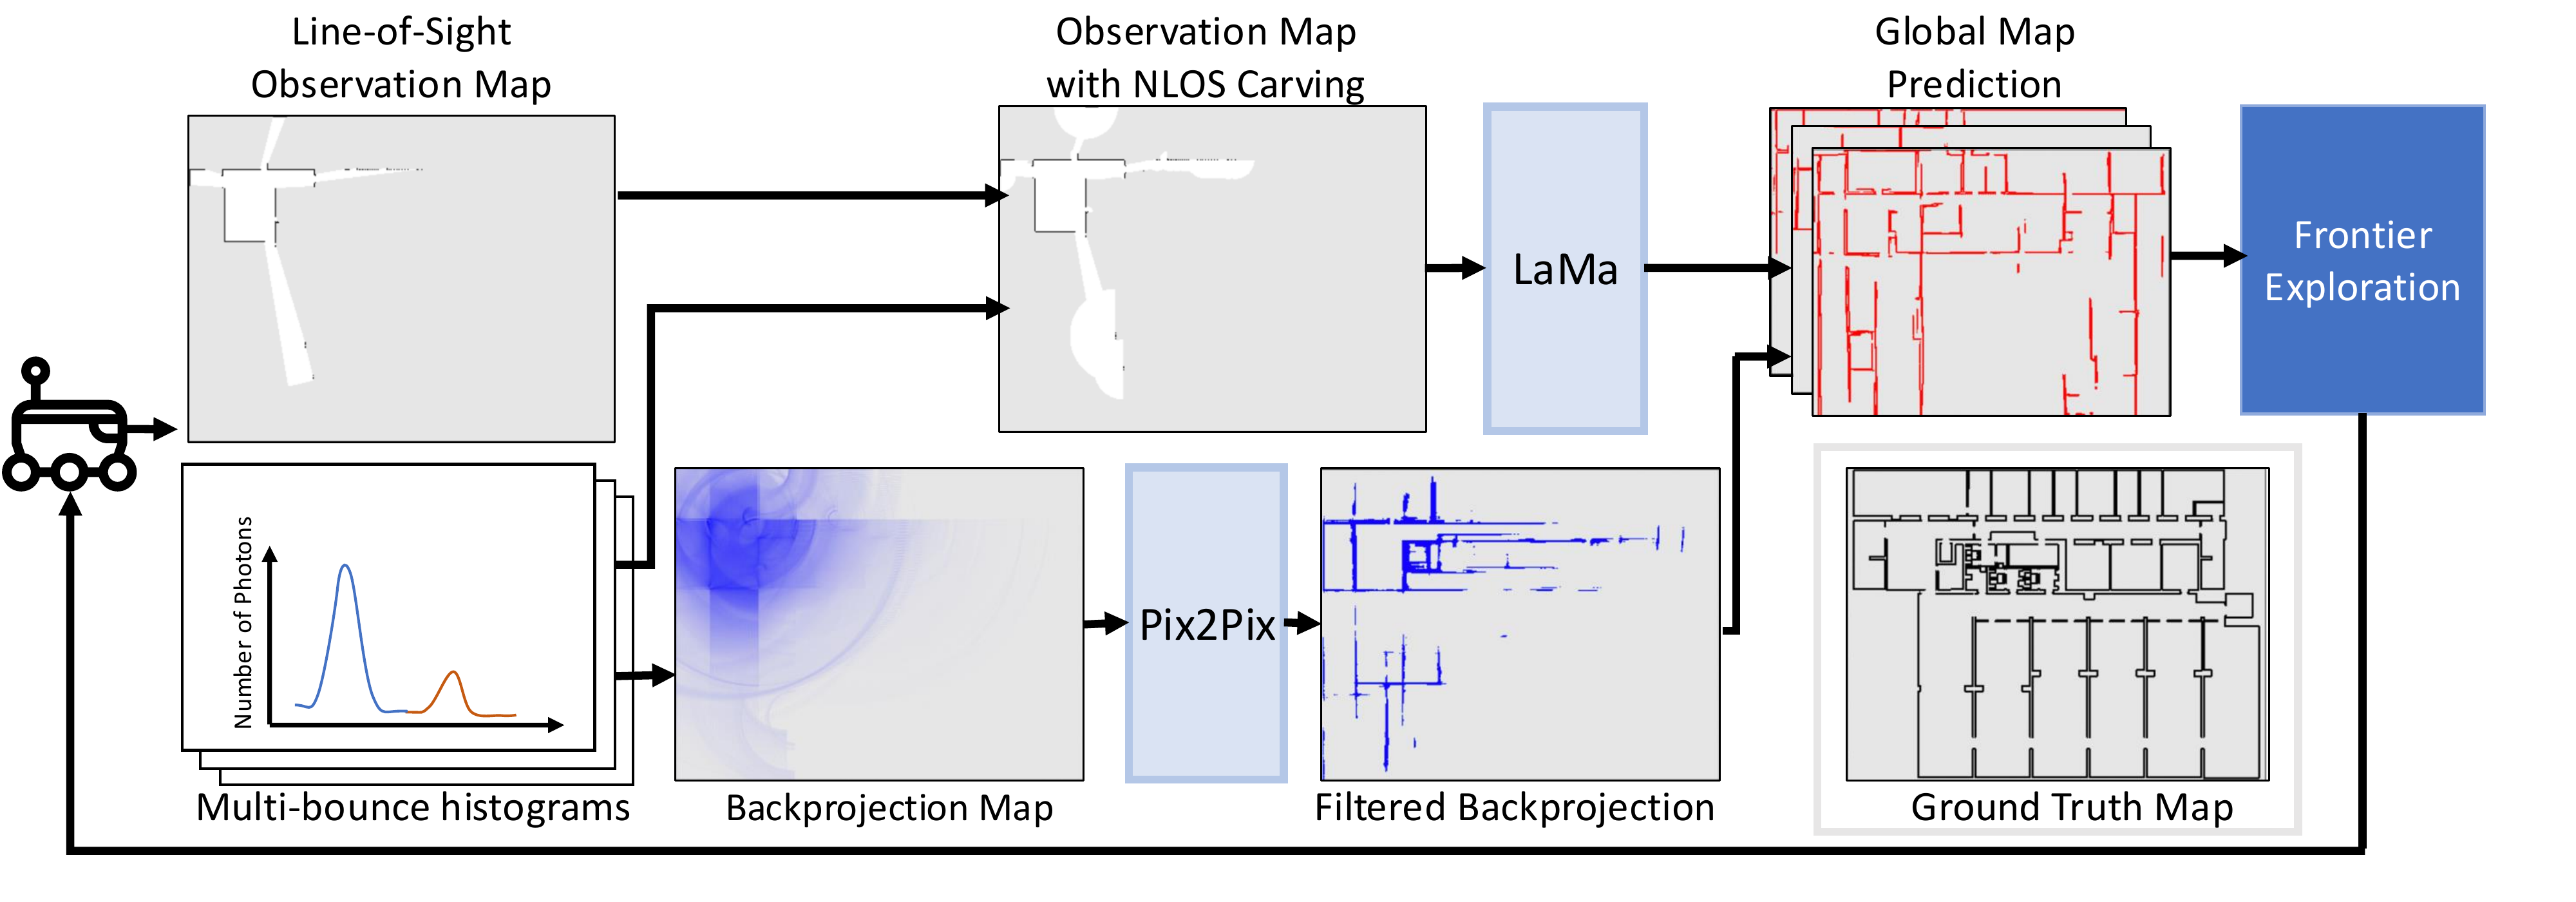 Line-of-Sight
Observation Map
Observation Map
with NLOS Carving
Global Map
Prediction
LaMa
Frontier
Exploration
Number of Photons
Pix2Pix
Multi-bounce histograms
Backprojection Map
Filtered Backprojection
Ground Truth Map